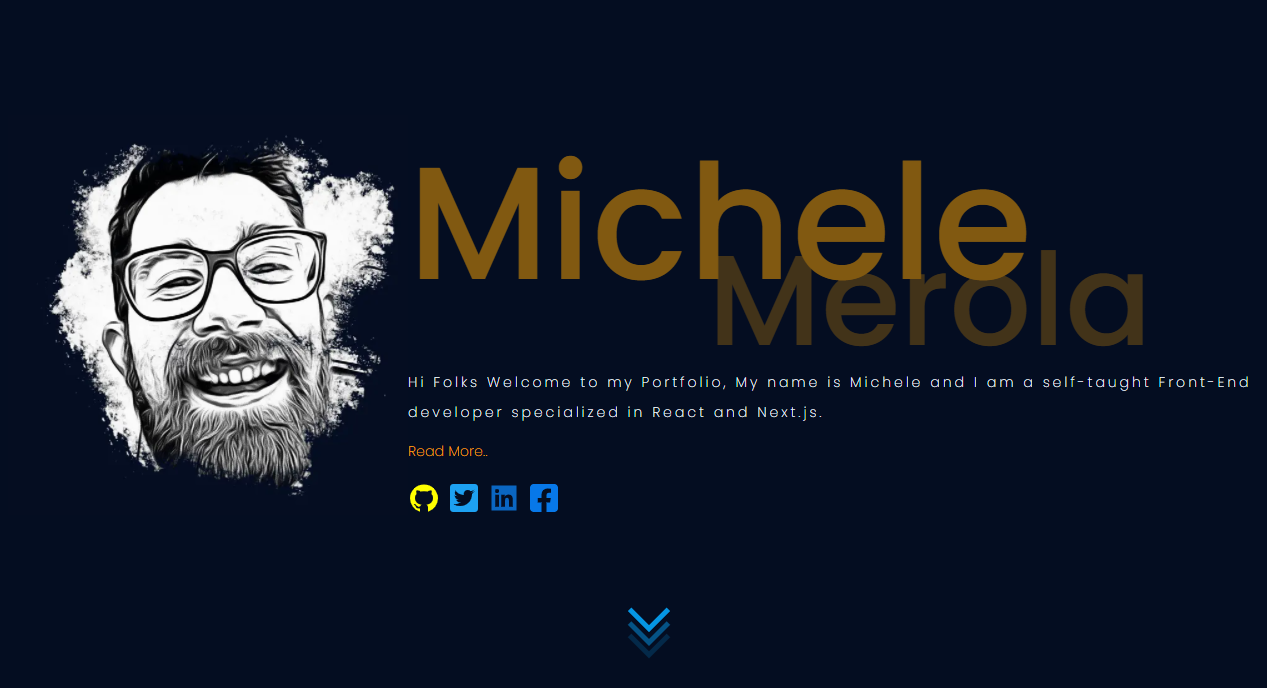 Michele
Merola
Hi Folks Welcome to my Portfolio, My name is Michele and I am a self-taught Front-End
developer specialized in React and Next.js.
Read More..
in